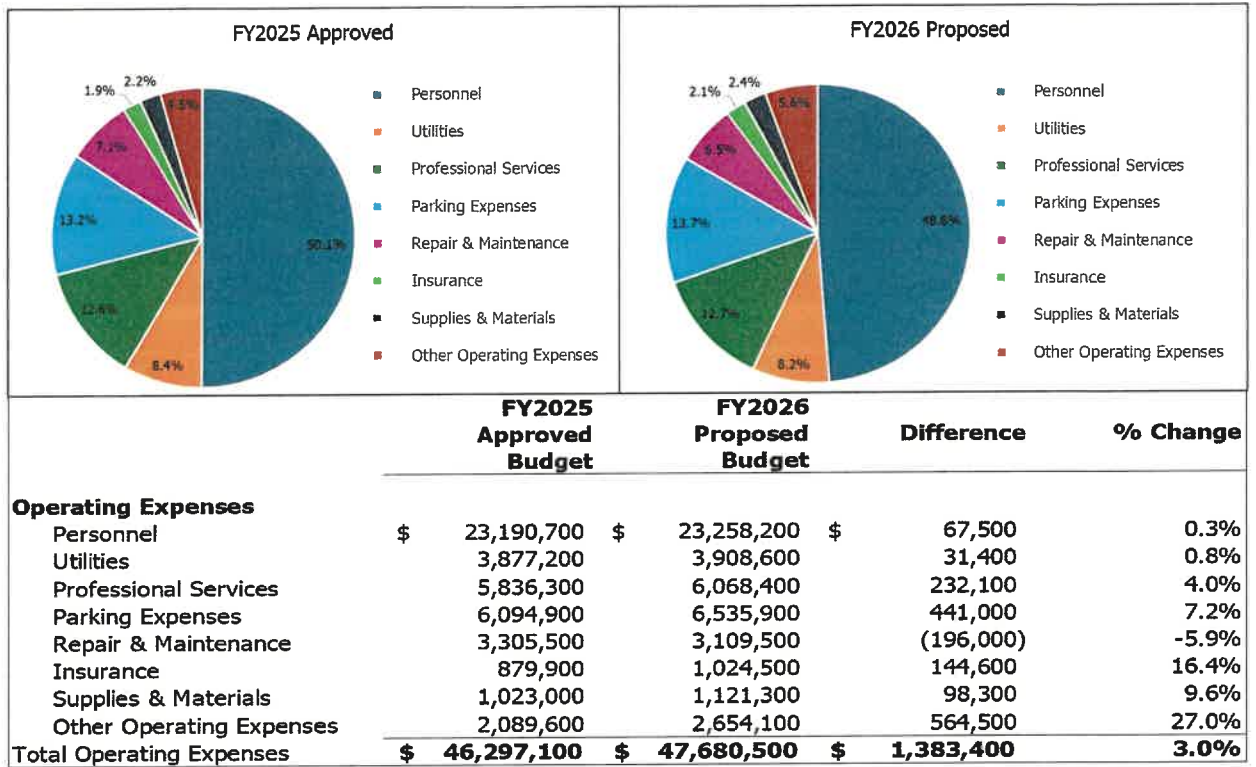 FY2025 Approved
2.2%
1.9%
4.5%
7.1%
13.2%
50.1%
12.6%
8.4%
Personnel
Utilities
Professional Services
Parking Expenses
Repair & Maintenance
Insurance
Supplies & Materials
Other Operating Expenses
FY2026 Proposed
2.4%
2.1%
5.6%
6.5%
13.7%
48.8%
12.7%
8.2%
Personnel
Utilities
Professional Services
Parking Expenses
Repair & Maintenance
Insurance
Supplies & Materials
Other Operating Expenses
FY2025 FY2026
Approved Proposed Difference % Change
Budget Budget
Operating Expenses
Personnel $ 23,190,700 $ 23,258,200 $ 67,500 0.3%
Utilities 3,877,200 3,908,600 31,400 0.8%
Professional Services 5,836,300 6,068,400 232,100 4.0%
Parking Expenses 6,094,900 6,535,900 441,000 7.2%
Repair & Maintenance 3,305,500 3,109,500 (196,000) -5.9%
Insurance 879,900 1,024,500 144,600 16.4%
Supplies & Materials 1,023,000 1,121,300 98,300 9.6%
Other Operating Expenses 2,089,600 2,654,100 564,500 27.0%
Total Operating Expenses $ 46,297,100 $ 47,680,500 $ 1,383,400 3.0%